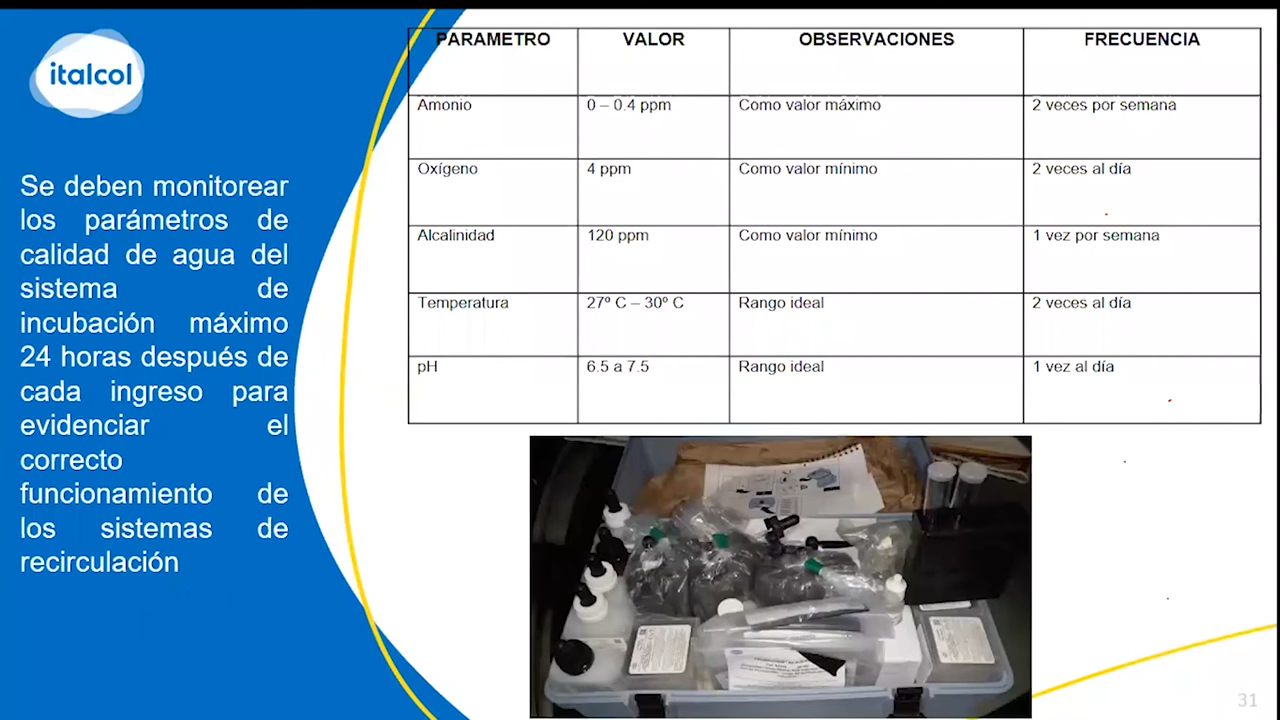 italcol
Se deben monitorear
los parámetros de
calidad de agua del
sistema de
incubación máximo
24 horas después de
cada ingreso para
evidenciar el
correcto
funcionamiento de
los sistemas de
recirculación
PARAMETRO VALOR OBSERVACIONES FRECUENCIA
Amonio 0 – 0.4 ppm Como valor máximo 2 veces por semana
Oxígeno 4 ppm Como valor mínimo 2 veces al día
Alcalinidad 120 ppm Como valor mínimo 1 vez por semana
Temperatura 27º C – 30º C Rango ideal 2 veces al día
pH 6.5 a 7.5 Rango ideal 1 vez al día
31